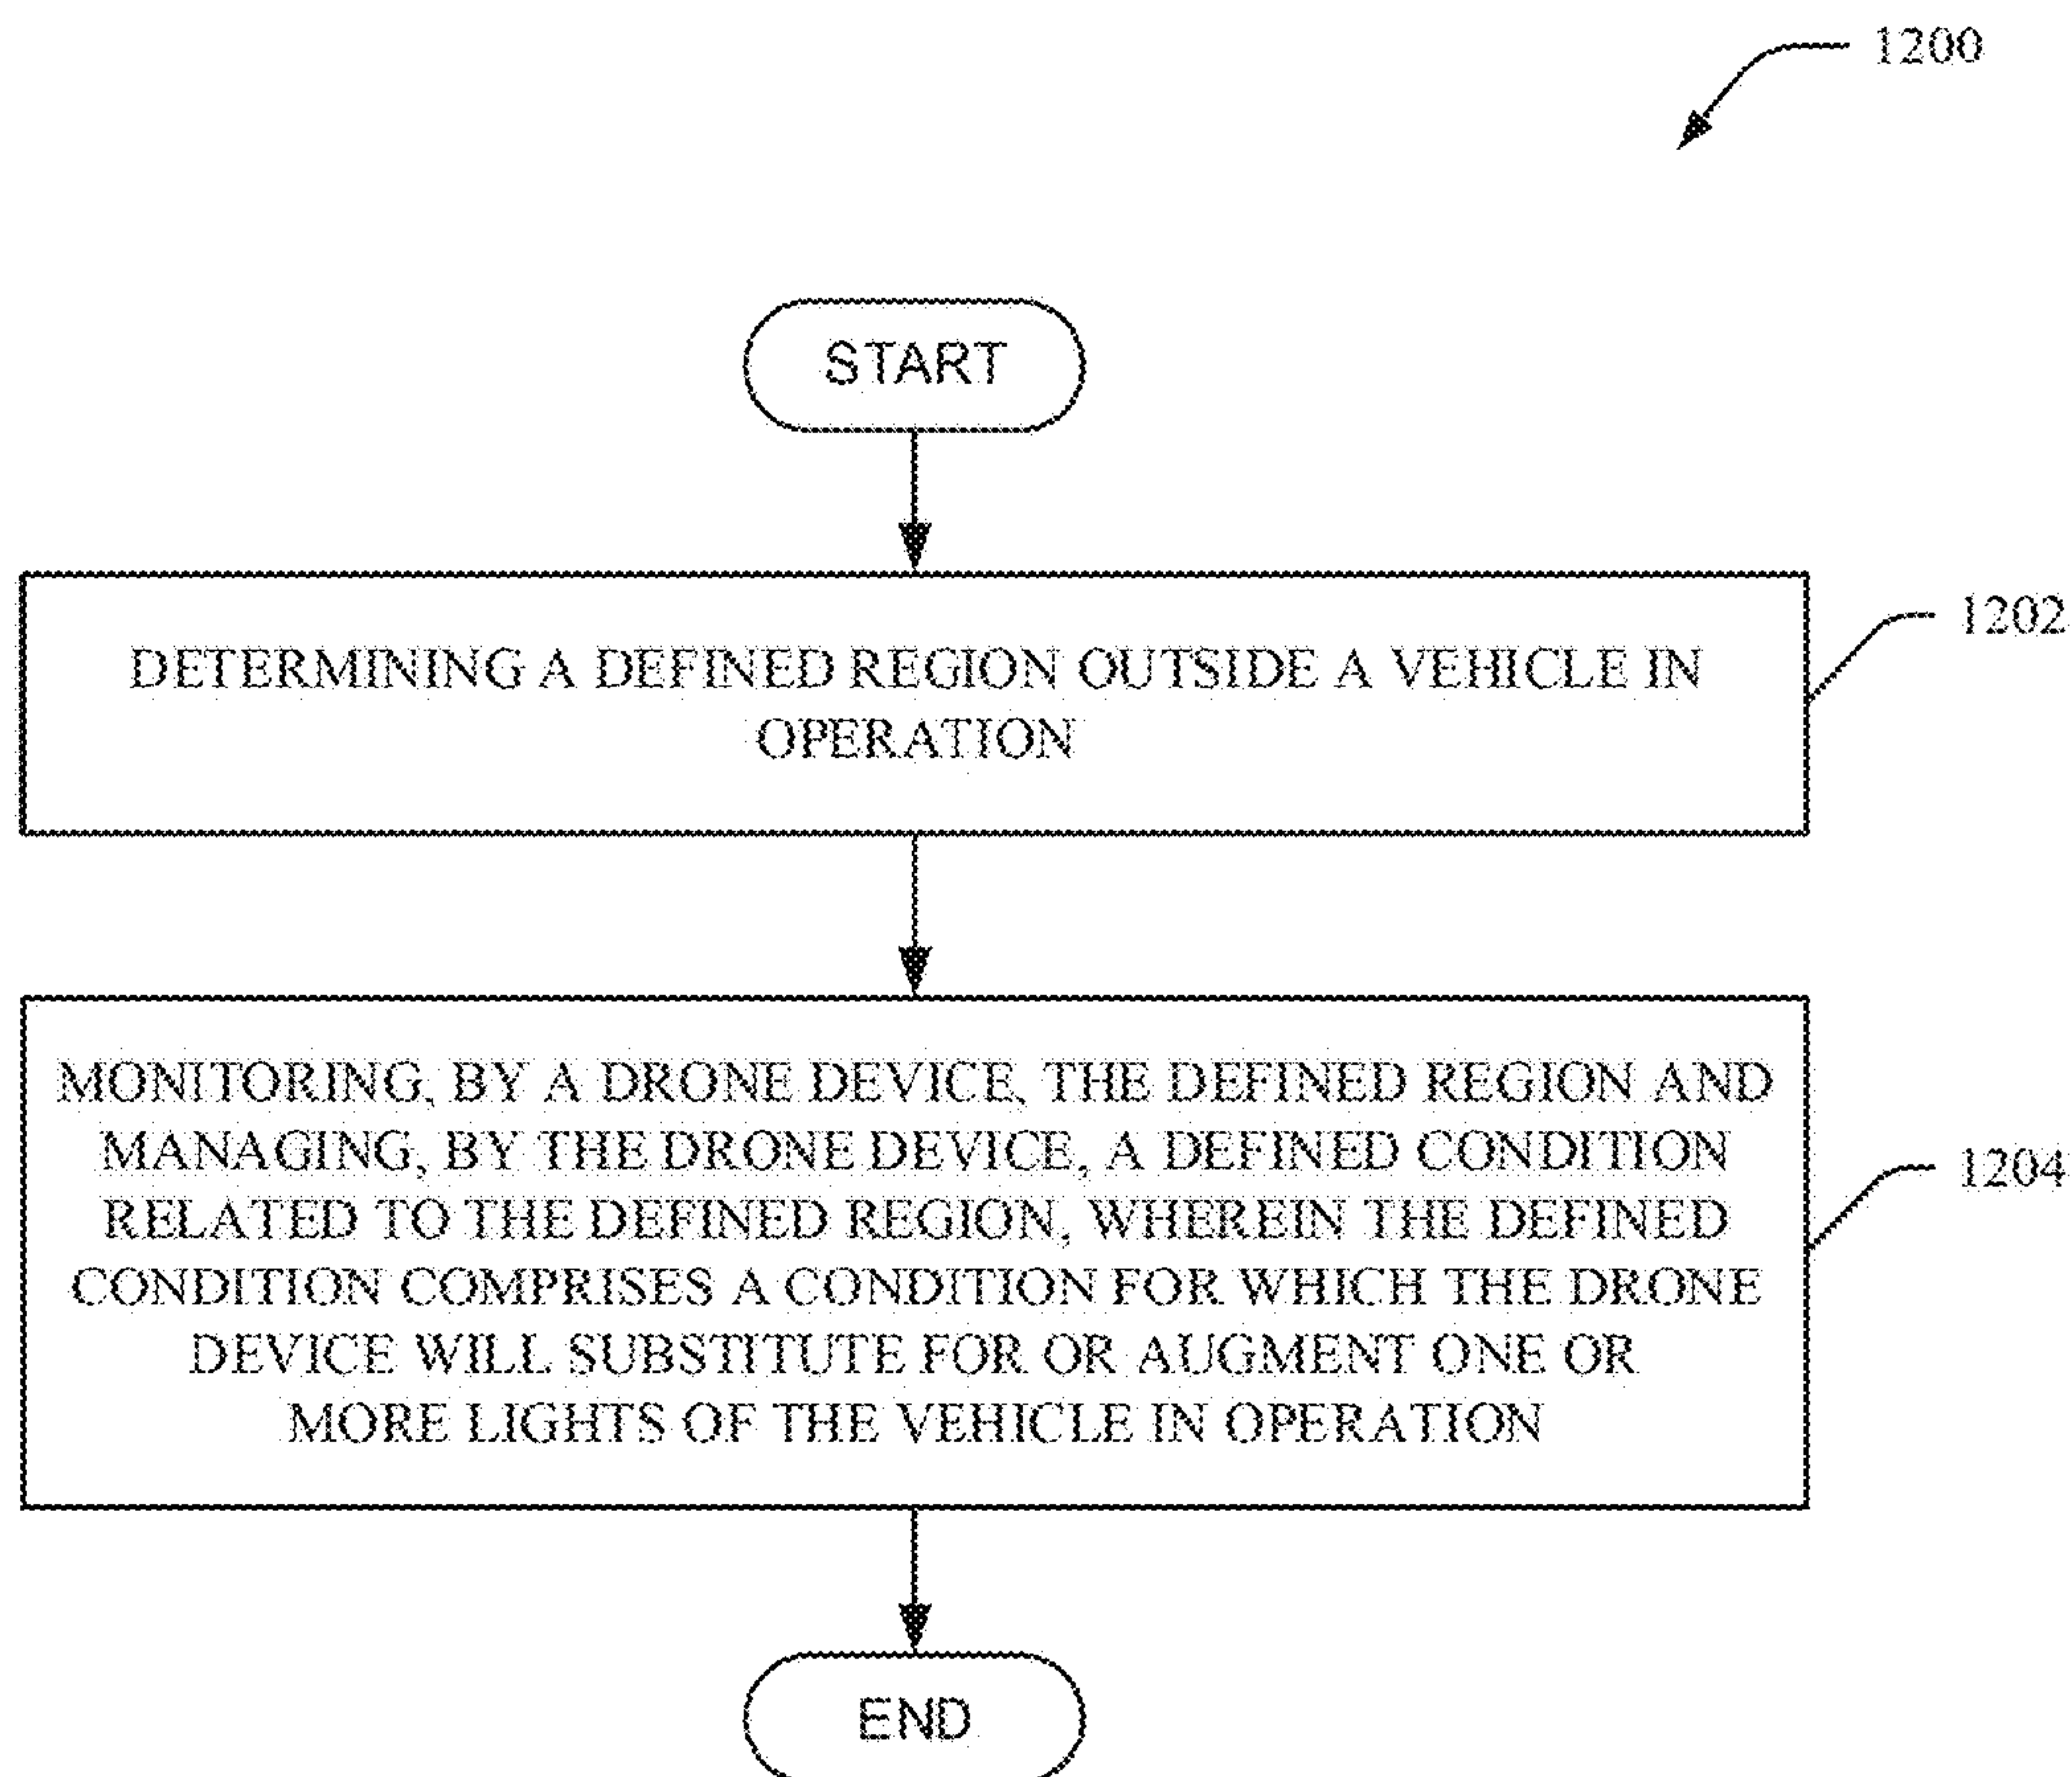 1200
START
DETERMINING A DEFINED REGION OUTSIDE A VEHICLE IN
OPERATION
1202
MONITORING, BY A DRONE DEVICE, THE DEFINED REGION AND
MANAGING, BY THE DRONE DEVICE, A DEFINED CONDITION
RELATED TO THE DEFINED REGION, WHEREIN THE DEFINED
CONDITION COMPRISES A CONDITION FOR WHICH THE DRONE
DEVICE WILL SUBSTITUTE FOR OR AUGMENT ONE OR
MORE LIGHTS OF THE VEHICLE IN OPERATION
1204
END